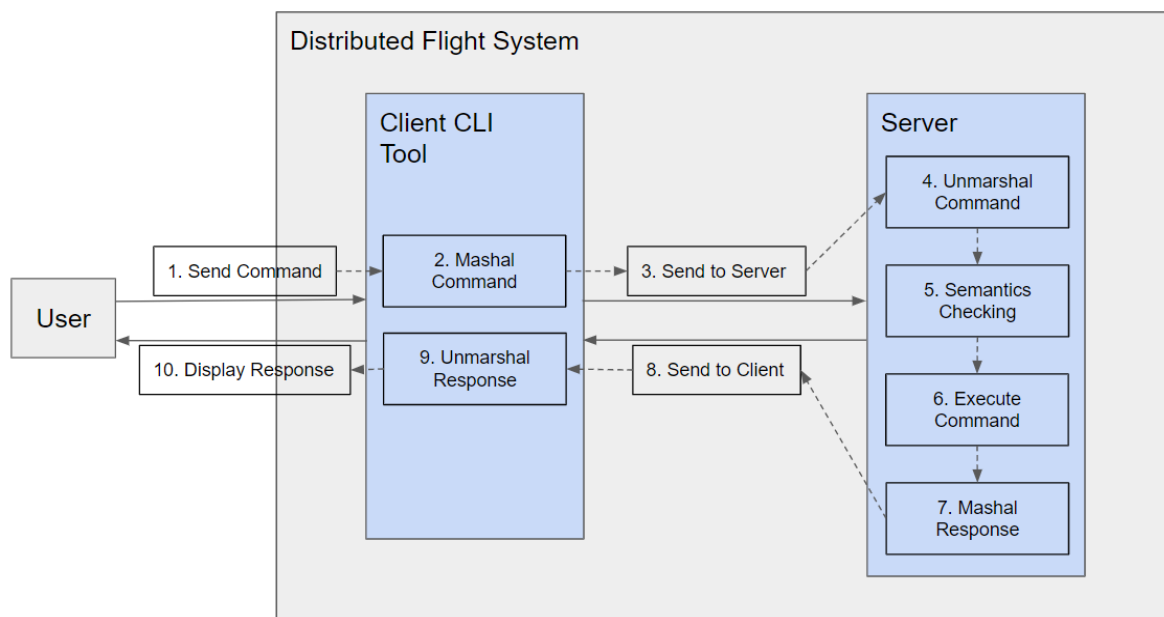 Distributed Flight System
Client CLI
Tool
Server
4. Unmarshal
Command
1. Send Command
2. Mashal
Command
3. Send to Server
5. Semantics
Checking
User
10. Display Response
9. Unmarshal
Response
8. Send to Client
6. Execute
Command
7. Mashal
Response